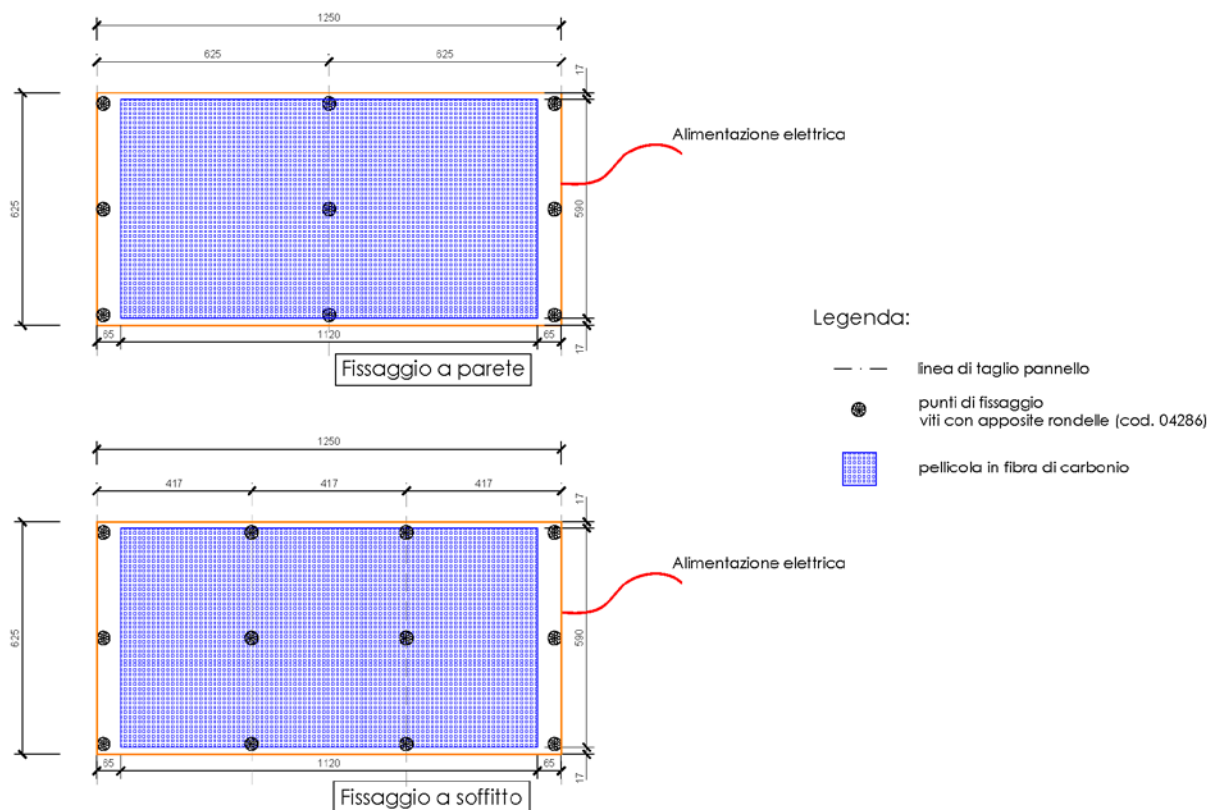 1250
625 625
17
Alimentazione elettrica
625
590
65 1120 65
17
Fissaggio a parete
Legenda:
linea di taglio pannello
punti di fissaggio
viti con apposite rondelle (cod. 04286)
pellicola in fibra di carbonio
1250
417 417 417
17
Alimentazione elettrica
625
590
65 1120 65
17
Fissaggio a soffitto